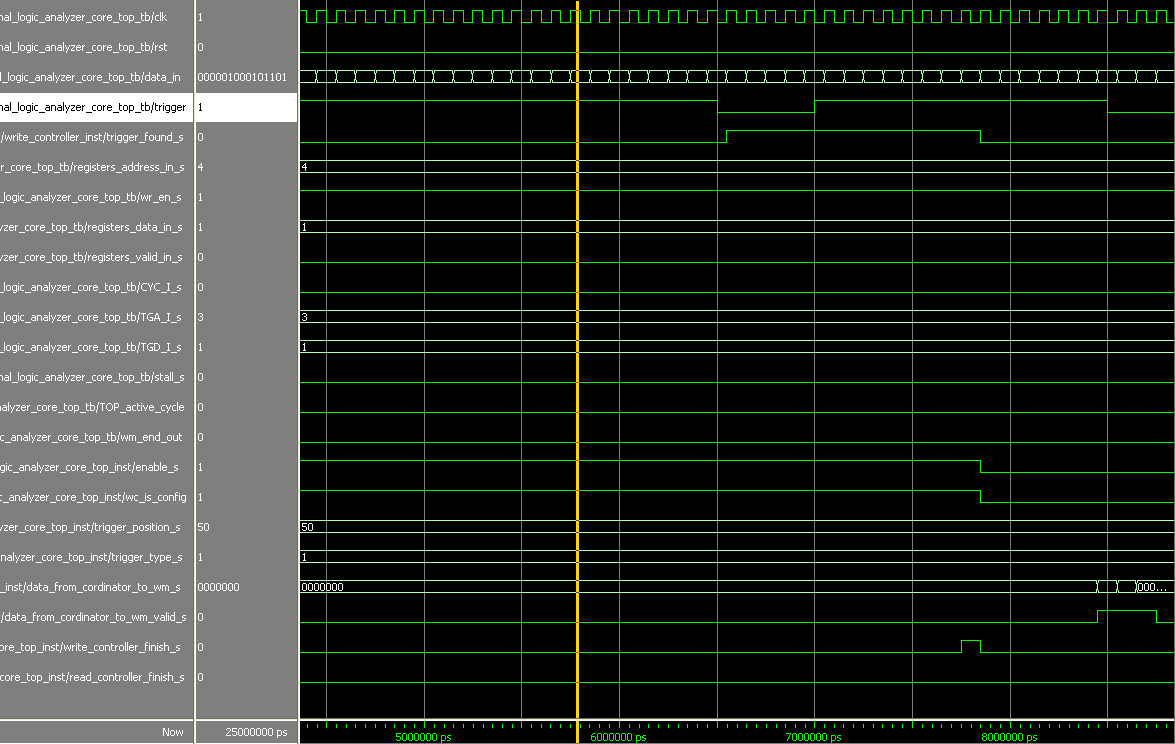 nal_logic_analyzer_core_top_tb/clk 1
nal_logic_analyzer_core_top_tb/rst 0
l_logic_analyzer_core_top_tb/data_in 000001000101101
nal_logic_analyzer_core_top_tb/trigger 1
/write_controller_inst/trigger_found_s 0
r_core_top_tb/registers_address_in_s 4 4
_logic_analyzer_core_top_tb/wr_en_s 1
yzer_core_top_tb/registers_data_in_s 1 1
yzer_core_top_tb/registers_valid_in_s 0
_logic_analyzer_core_top_tb/CYC_I_s 0
_logic_analyzer_core_top_tb/TGA_I_s 3 3
_logic_analyzer_core_top_tb/TGD_I_s 1 1
nal_logic_analyzer_core_top_tb/stall_s 0
analyzer_core_top_tb/TOP_active_cycle 0
c_analyzer_core_top_tb/wm_end_out 0
gic_analyzer_core_top_inst/enable_s 1
c_analyzer_core_top_inst/wc_is_config 1
yzer_core_top_inst/trigger_position_s 50 50
analyzer_core_top_inst/trigger_type_s 1 1
_inst/data_from_cordinator_to_wm_s 0000000 0000000 000...
/data_from_cordinator_to_wm_valid_s 0
ore_top_inst/write_controller_finish_s 0
core_top_inst/read_controller_finish_s 0
Now 25000000 ps 5000000 ps 6000000 ps 7000000 ps 8000000 ps